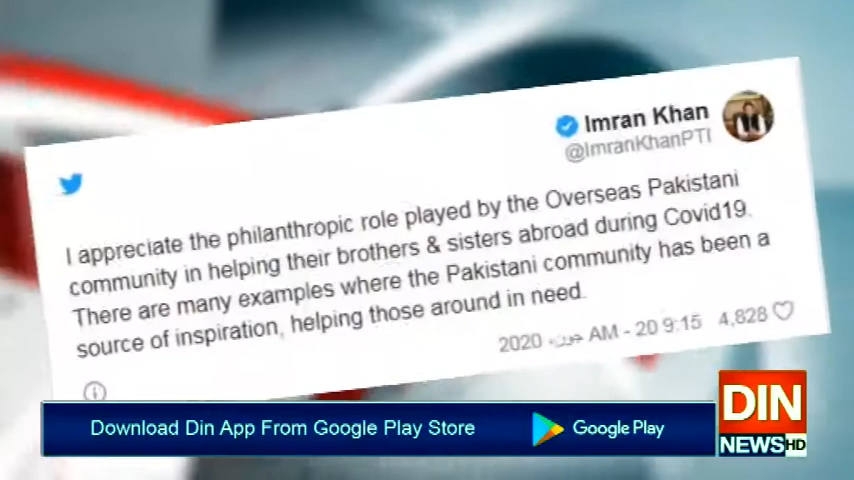 Imran Khan
@ImranKhanPTI
I appreciate the philanthropic role played by the Overseas Pakistani
community in helping their brothers & sisters abroad during Covid19.
There are many examples where the Pakistani community has been a
source of inspiration, helping those around in need.
2020 جون، AM - 20 9:15 4,828
Download Din App From Google Play Store
Google Play
DIN
NEWS HD